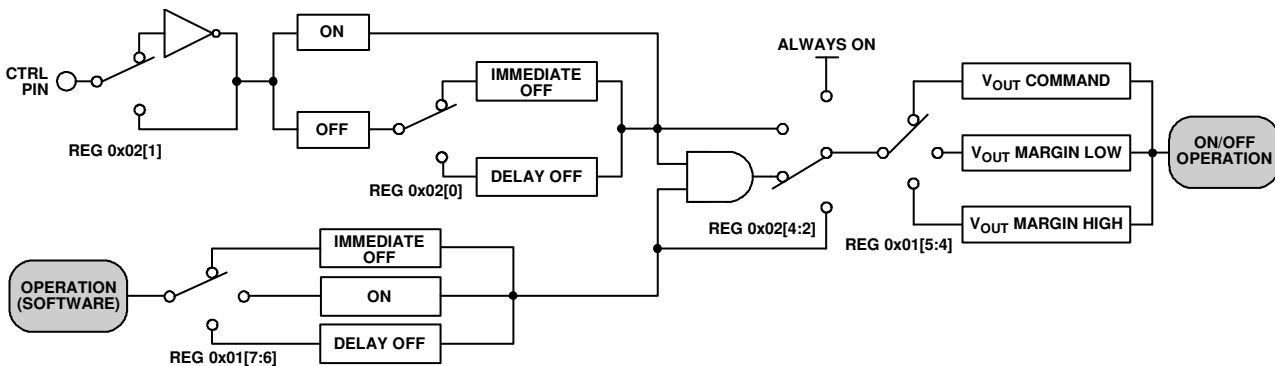 CTRL
PIN
REG 0x02[1]
ON
OFF
IMMEDIATE
OFF
DELAY OFF
REG 0x02[0]
ALWAYS ON
REG 0x02[4:2]
VOUT COMMAND
VOUT MARGIN LOW
VOUT MARGIN HIGH
REG 0x01[5:4]
ON/OFF
OPERATION
OPERATION
(SOFTWARE)
IMMEDIATE
OFF
ON
DELAY OFF
REG 0x01[7:6]